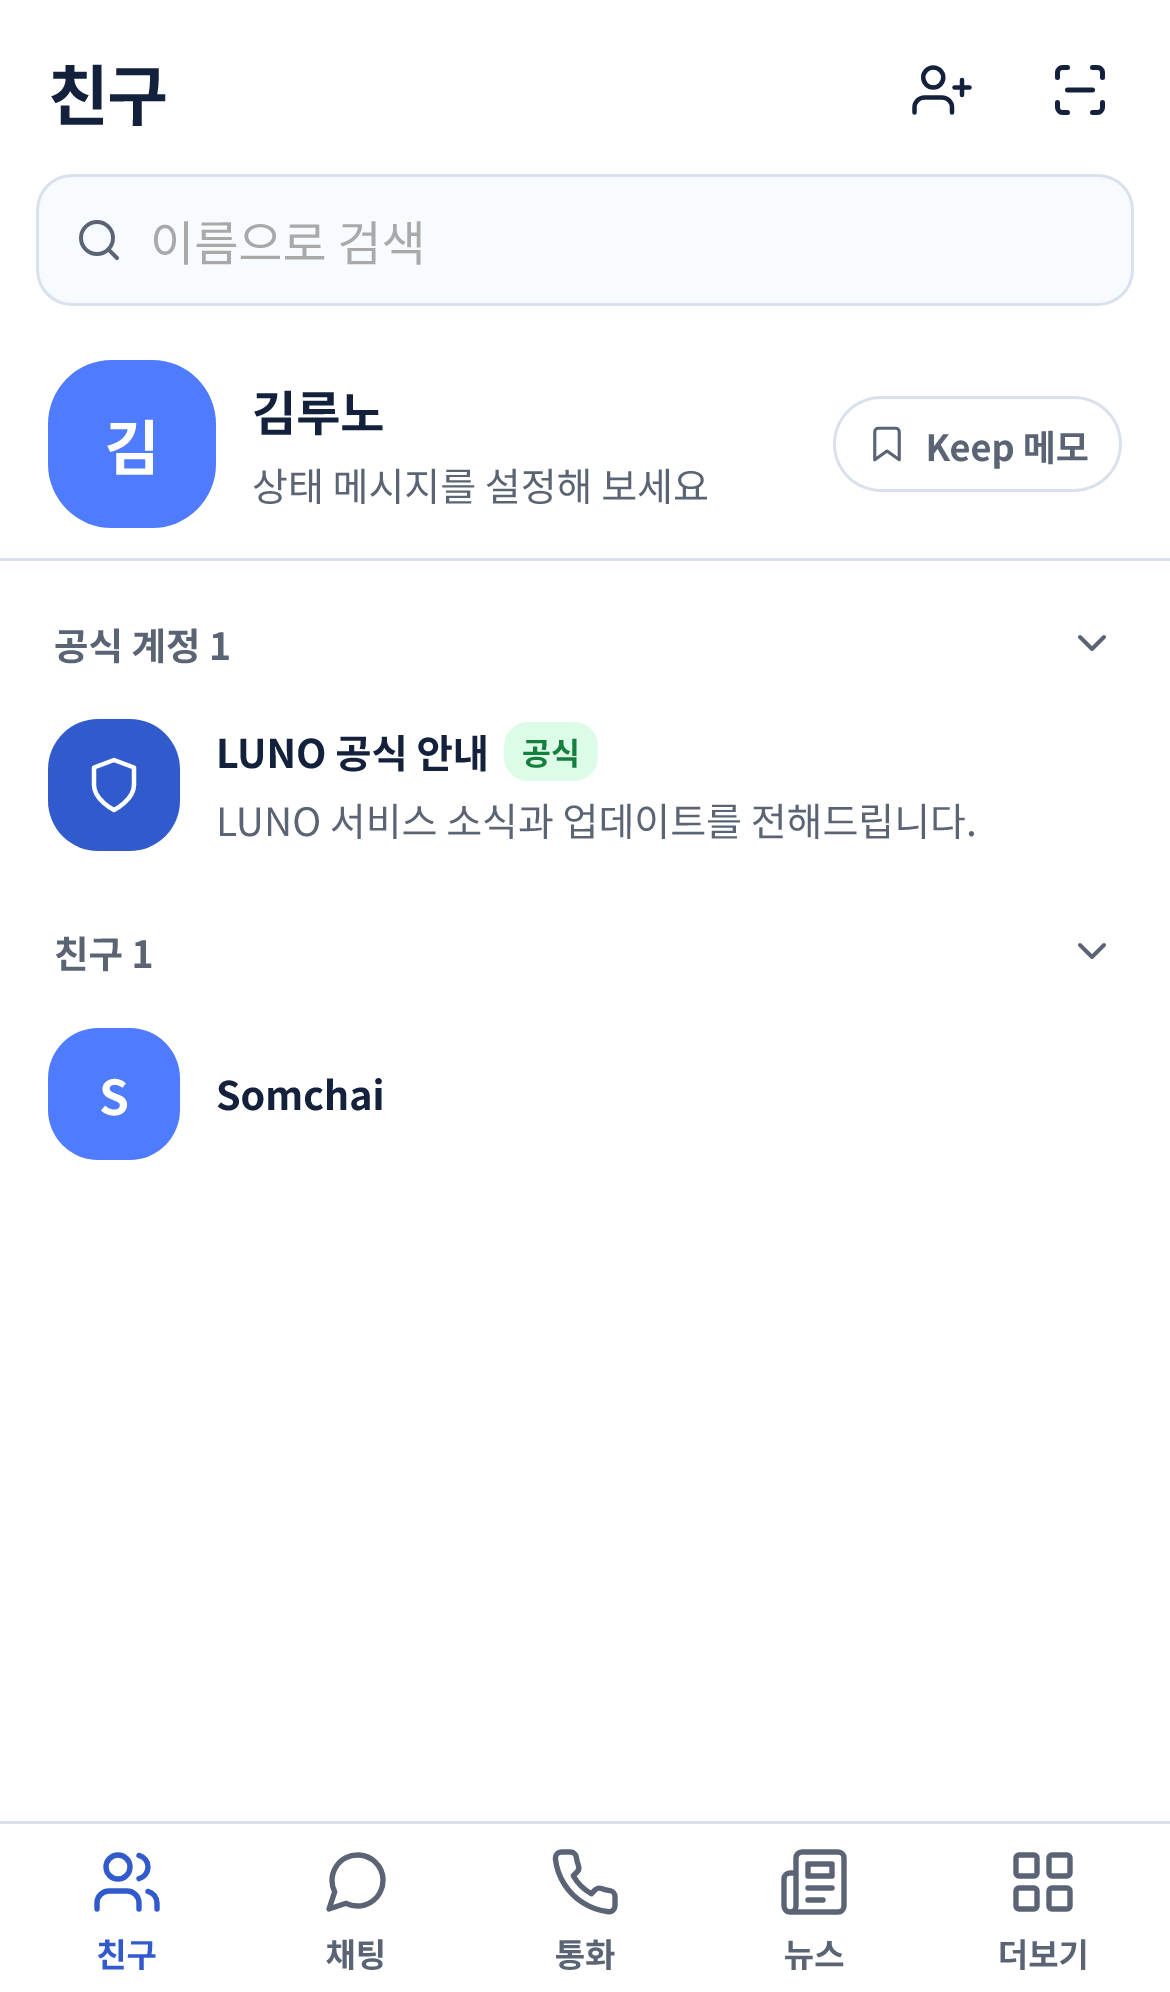 친구
이름으로 검색
김
김루노
상태 메시지를 설정해 보세요
Keep 메모
공식 계정 1
LUNO 공식 안내 공식
LUNO 서비스 소식과 업데이트를 전해드립니다.
친구 1
S
Somchai
친구 채팅 통화 뉴스 더보기